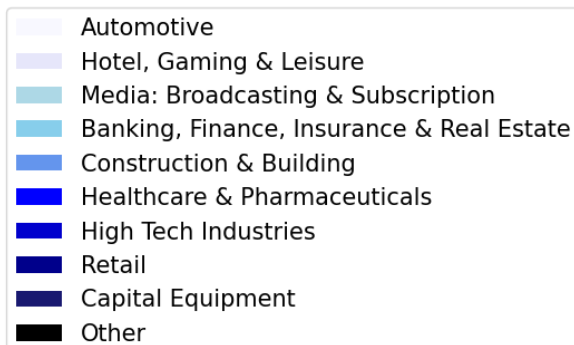 Automotive
Hotel, Gaming & Leisure
Media: Broadcasting & Subscription
Banking, Finance, Insurance & Real Estate
Construction & Building
Healthcare & Pharmaceuticals
High Tech Industries
Retail
Capital Equipment
Other